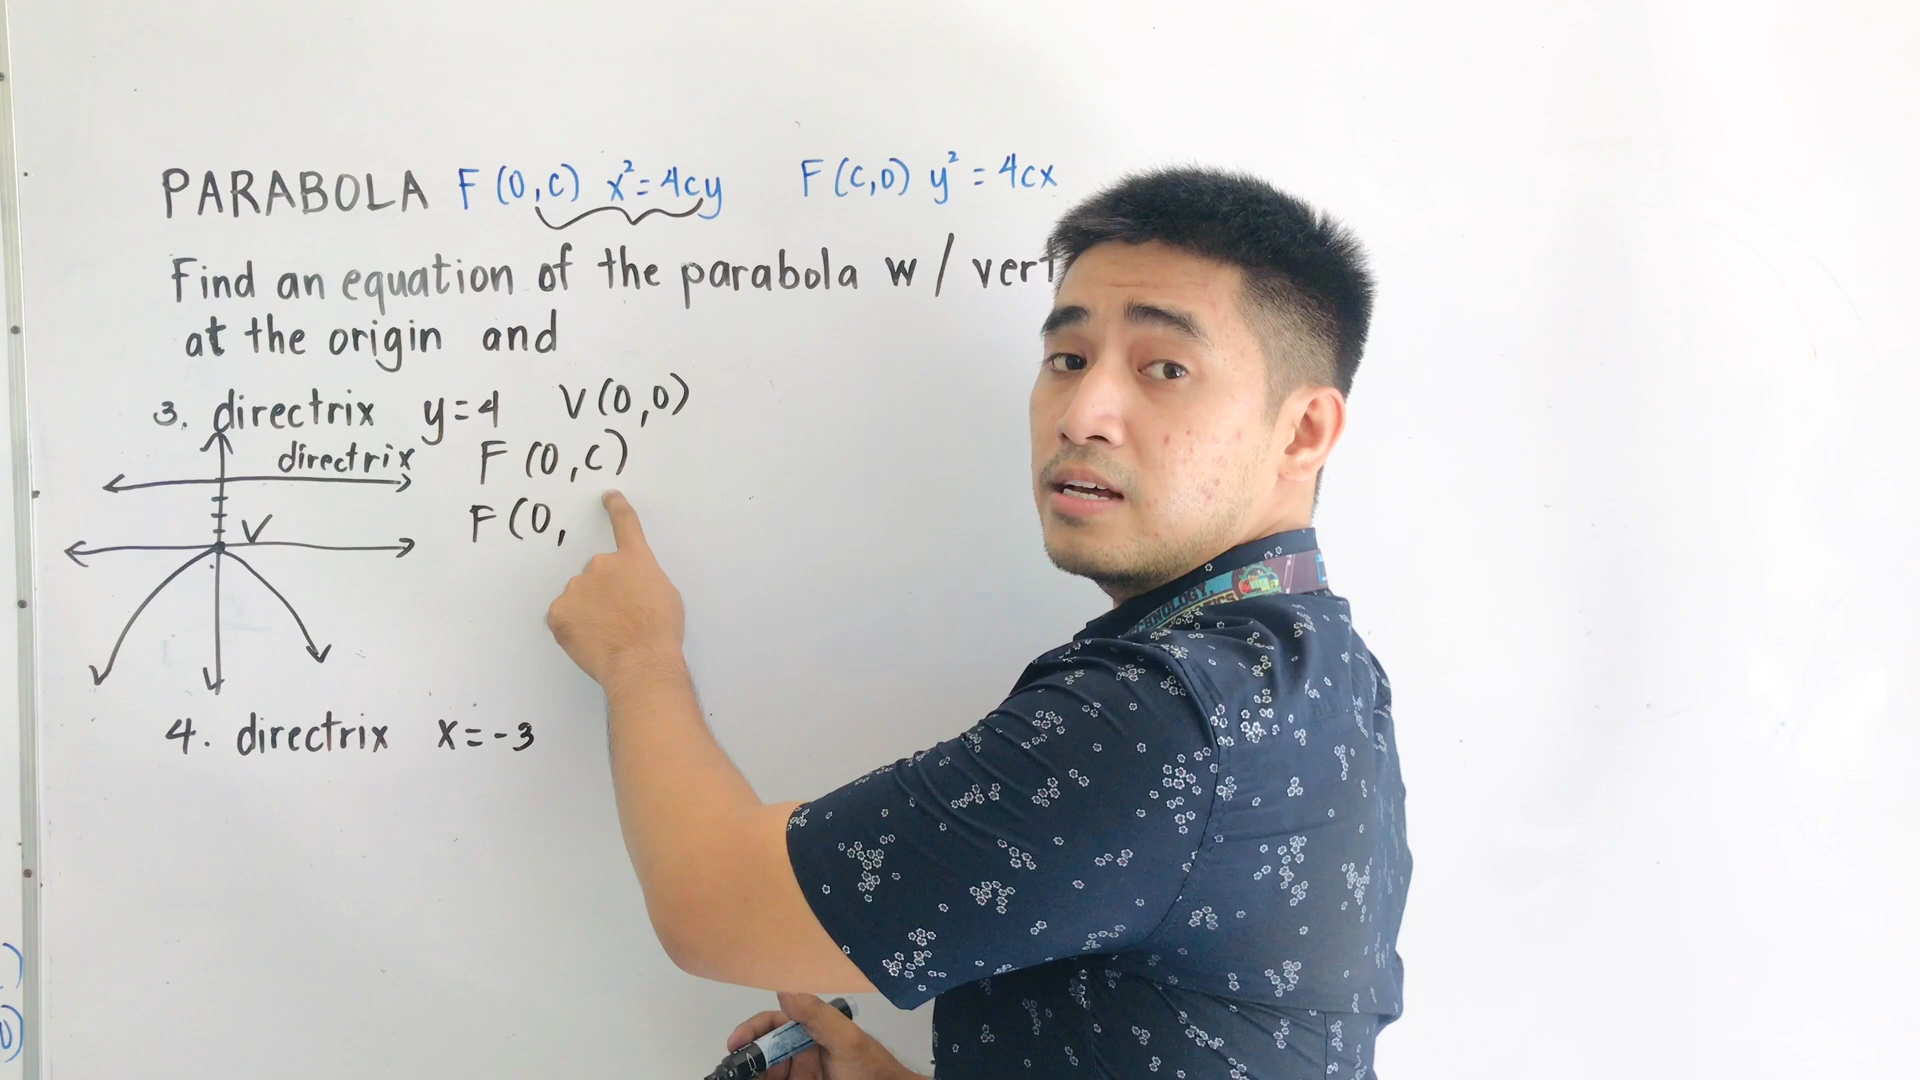 PARABOLA F (0,c) x²=4cy F(c,0) y²=4cx
Find an equation of the parabola w/ vert
at the origin and
3. directrix y=4 V(0,0)
directrix F(0,c)
V F(0,
4. directrix x=-3